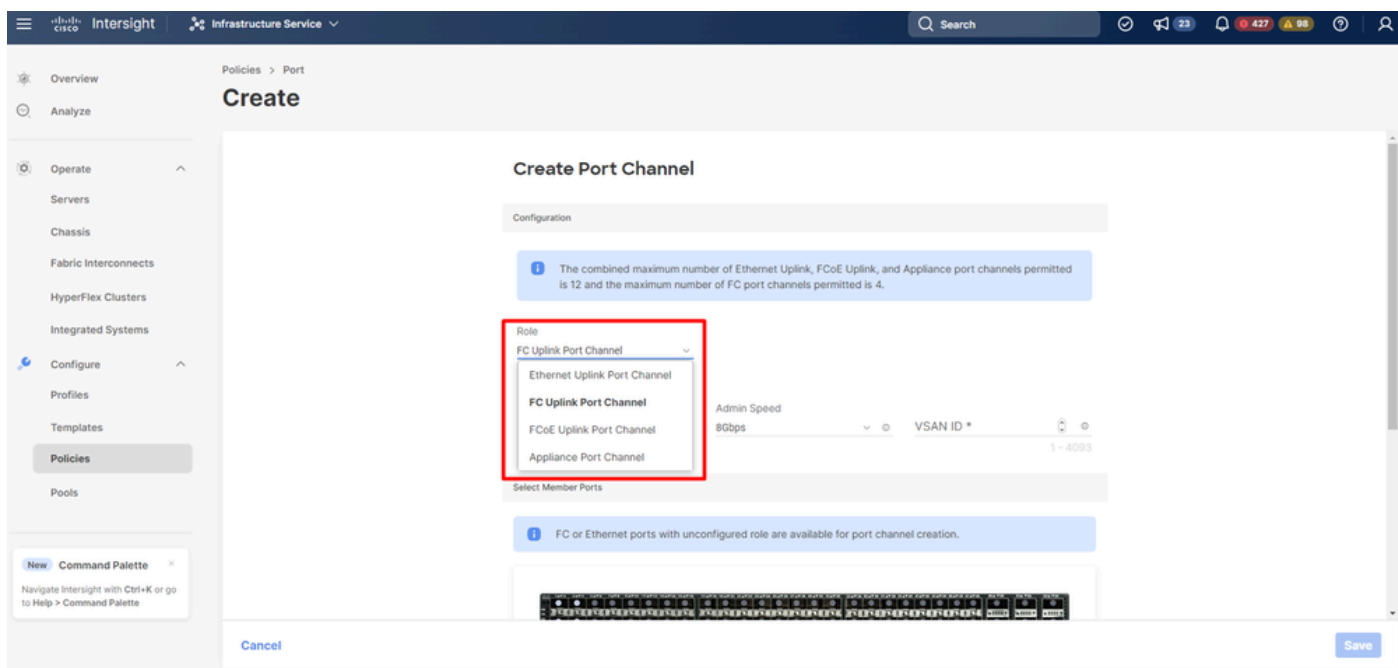 cisco Intersight
Infrastructure Service
Search
23
427
98
Overview
Analyze
Operate
Servers
Chassis
Fabric Interconnects
HyperFlex Clusters
Integrated Systems
Configure
Profiles
Templates
Policies
Pools
New Command Palette
Navigate Intersight with Ctrl+K or go
to Help > Command Palette
Policies > Port
Create
Create Port Channel
Configuration
The combined maximum number of Ethernet Uplink, FCoE Uplink, and Appliance port channels permitted
is 12 and the maximum number of FC port channels permitted is 4.
Role
FC Uplink Port Channel
Ethernet Uplink Port Channel
FC Uplink Port Channel
FCoE Uplink Port Channel
Appliance Port Channel
Admin Speed
8Gbps
VSAN ID *
1 - 4093
Select Member Ports
FC or Ethernet ports with unconfigured role are available for port channel creation.
Cancel
Save